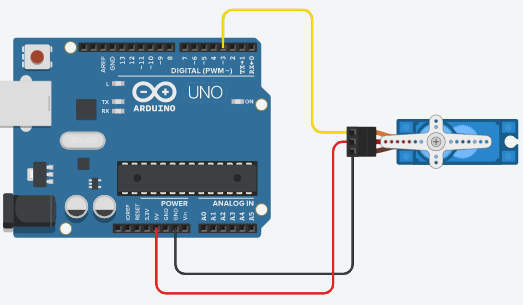 AREF
GND
13
12
~11
~10
~9
8
7
~6
~5
4
~3
2
TX→1
RX←0
DIGITAL (PWM~)
L
TX
RX
UNO
ON
ARDUINO
POWER
ANALOG IN
IOREF
RESET
3.3V
5V
GND
GND
Vin
A0
A1
A2
A3
A4
A5